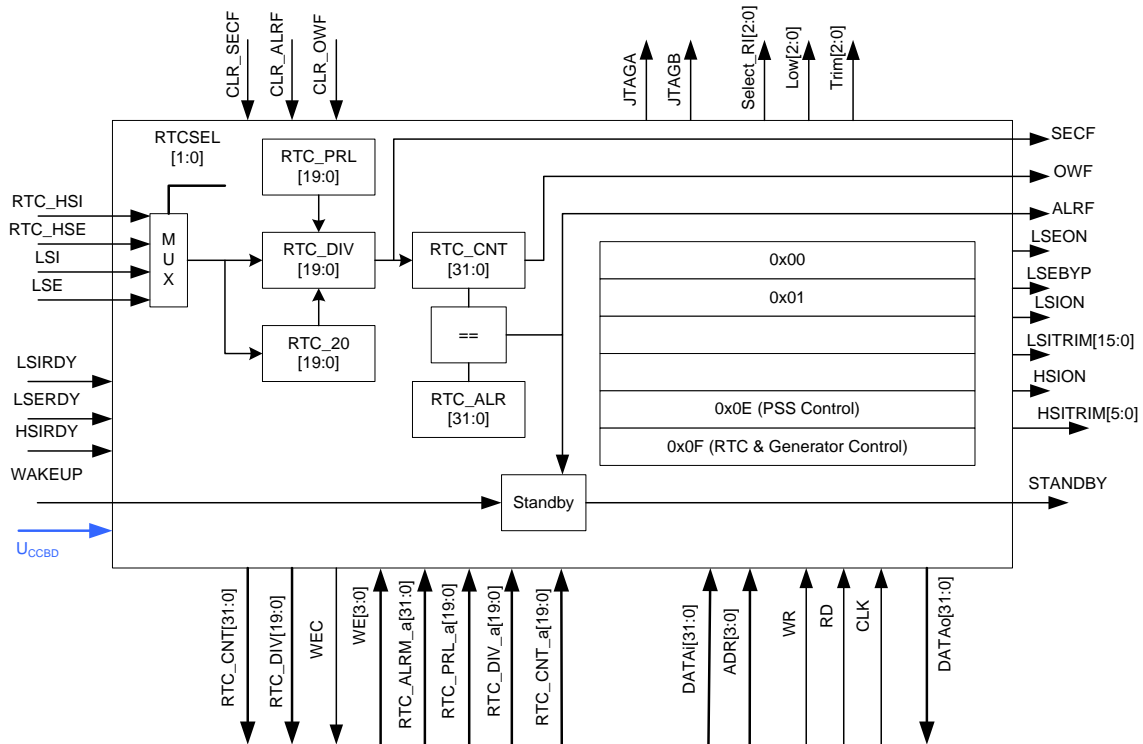 CLR_SECF
CLR_ALRF
CLR_OWF
JTAGA
JTAGB
Select_RI[2:0]
Low[2:0]
Trim[2:0]
RTCSEL
[1:0]
RTC_PRL
[19:0]
SECF
OWF
ALRF
RTC_HSI
RTC_HSE
LSI
LSE
MUX
RTC_DIV
[19:0]
RTC_CNT
[31:0]
0x00
0x01
LSEON
LSEBYP
LSION
LSITRIM[15:0]
HSION
HSITRIM[5:0]
==
RTC_20
[19:0]
RTC_ALR
[31:0]
0x0E (PSS Control)
0x0F (RTC & Generator Control)
LSIRDY
LSERDY
HSIRDY
WAKEUP
Standby
STANDBY
UCCBD
RTC_CNT[31:0]
RTC_DIV[19:0]
WEC
WE[3:0]
RTC_ALRM_a[31:0]
RTC_PRL_a[19:0]
RTC_DIV_a[19:0]
RTC_CNT_a[19:0]
DATAi[31:0]
ADR[3:0]
WR
RD
CLK
DATAo[31:0]